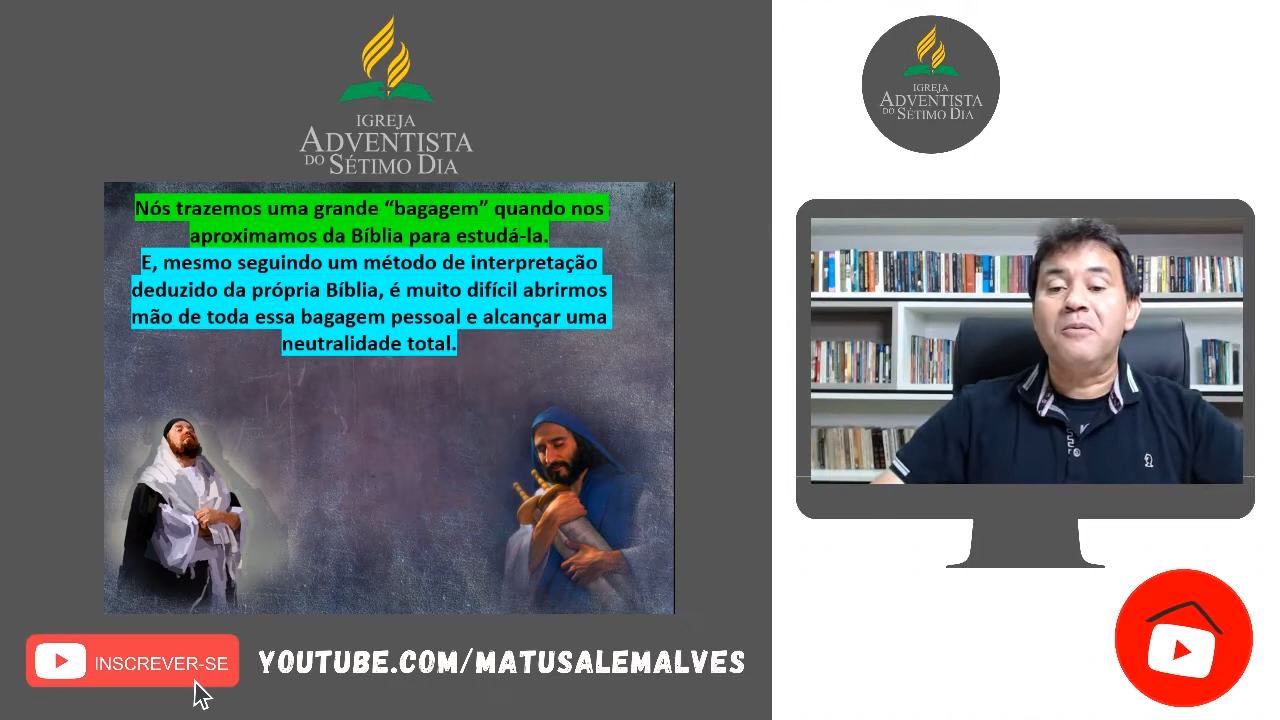 IGREJA
ADVENTISTA
DO SÉTIMO DIA
Nós trazemos uma grande “bagagem” quando nos
aproximamos da Bíblia para estudá-la.
E, mesmo seguindo um método de interpretação
deduzido da própria Bíblia, é muito difícil abrirmos
mão de toda essa bagagem pessoal e alcançar uma
neutralidade total.
INSCREVER-SE
YOUTUBE.COM/MATUSALEMALVES
IGREJA
ADVENTISTA
DO SÉTIMO DIA